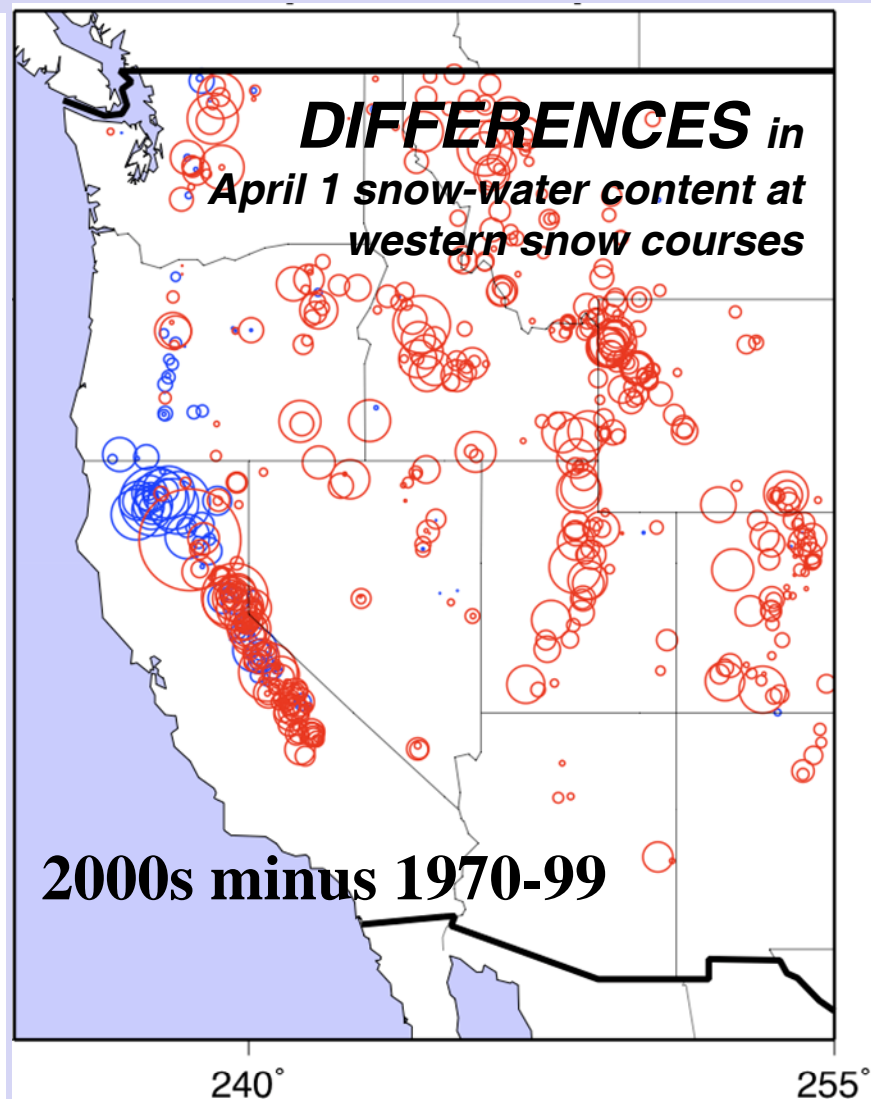 DIFFERENCES in
April 1 snow-water content at
western snow courses
2000s minus 1970-99
240°
255°